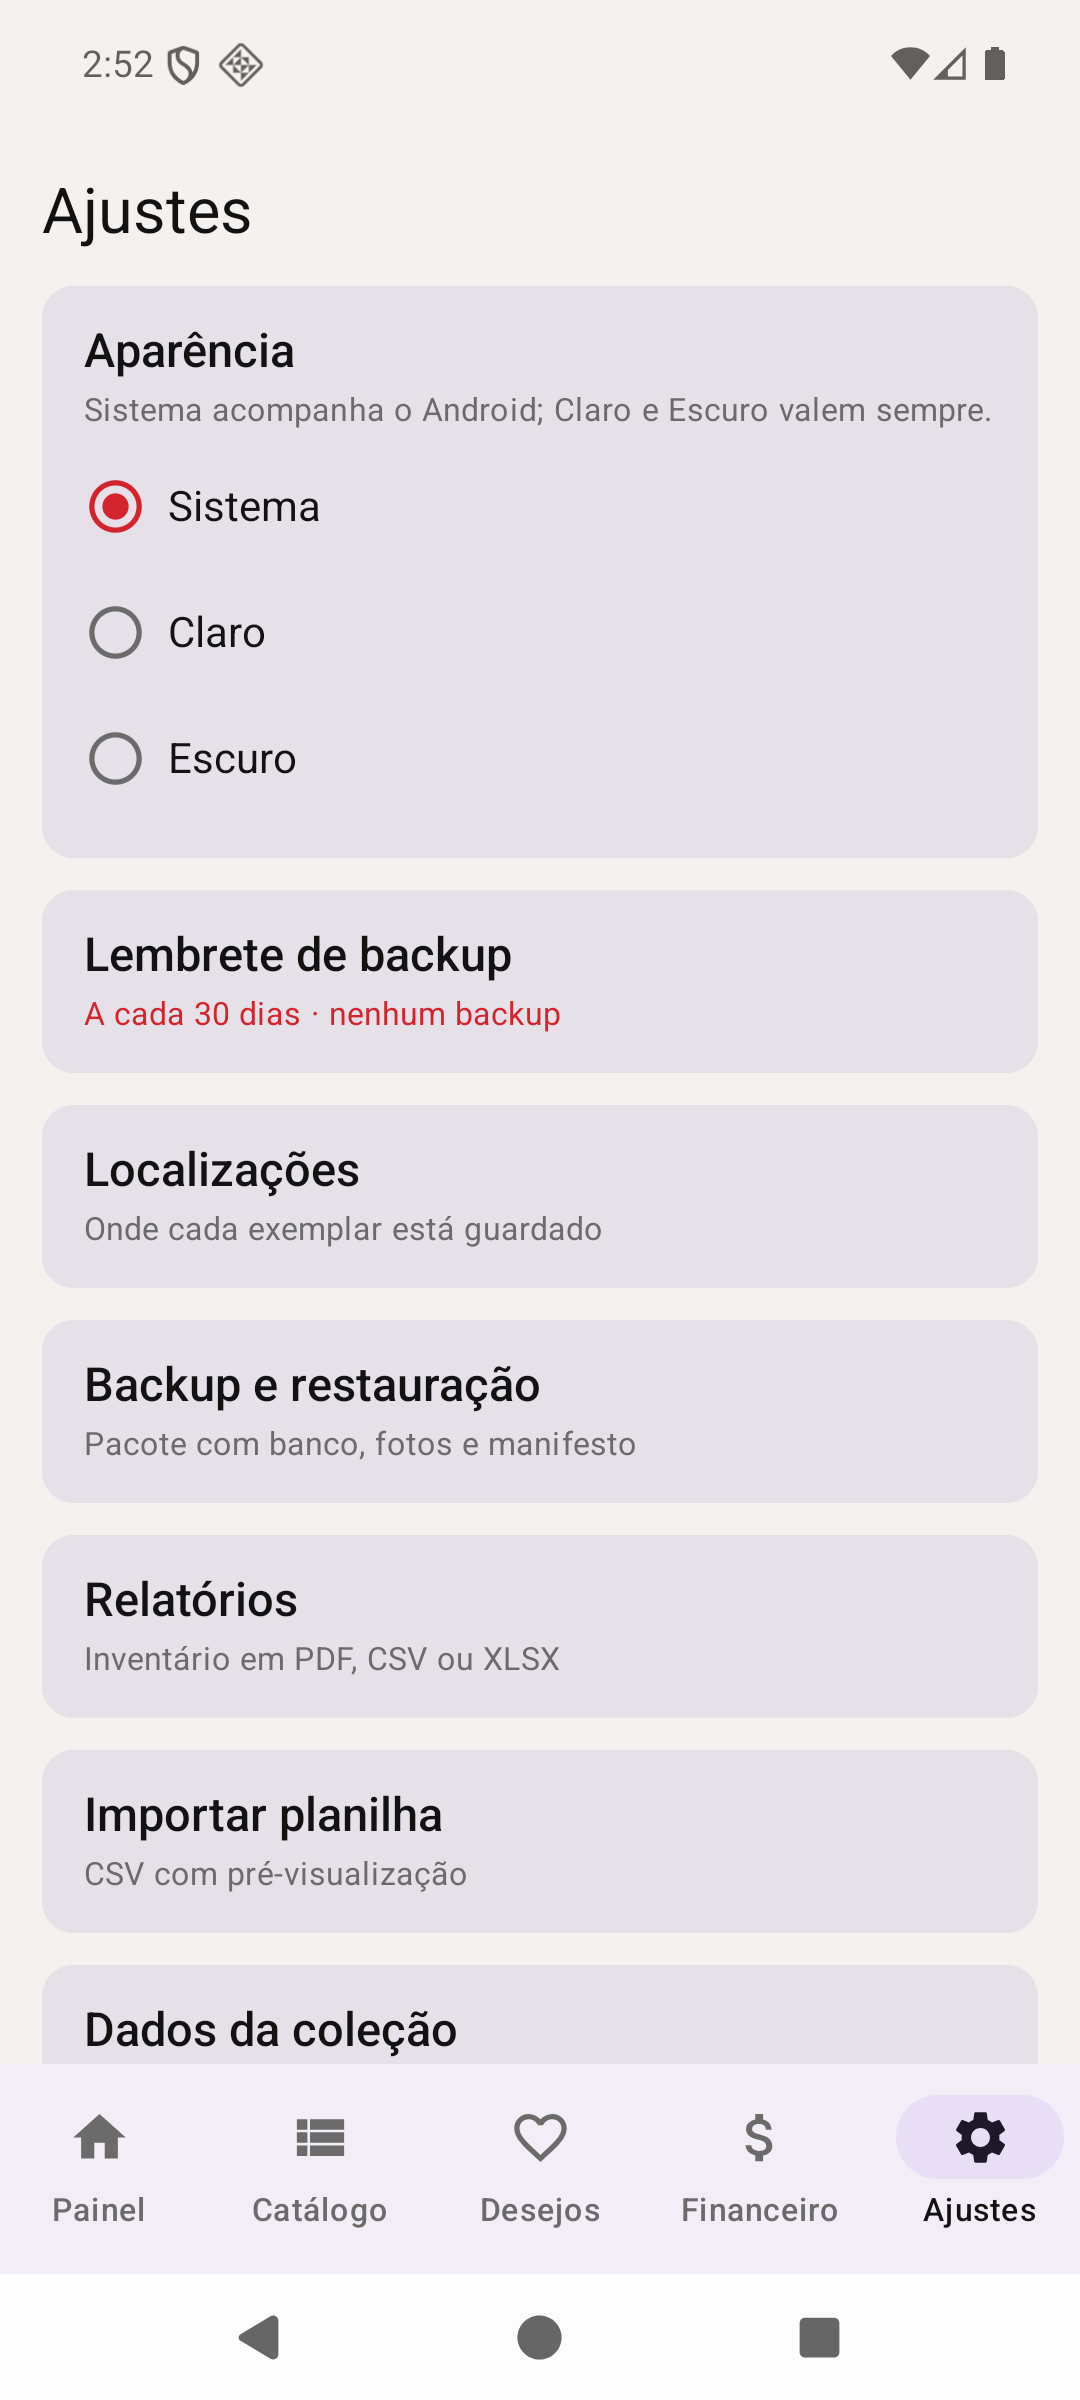 2:52
Ajustes
Aparência
Sistema acompanha o Android; Claro e Escuro valem sempre.
Sistema
Claro
Escuro
Lembrete de backup
A cada 30 dias · nenhum backup
Localizações
Onde cada exemplar está guardado
Backup e restauração
Pacote com banco, fotos e manifesto
Relatórios
Inventário em PDF, CSV ou XLSX
Importar planilha
CSV com pré-visualização
Dados da coleção
Painel
Catálogo
Desejos
Financeiro
Ajustes